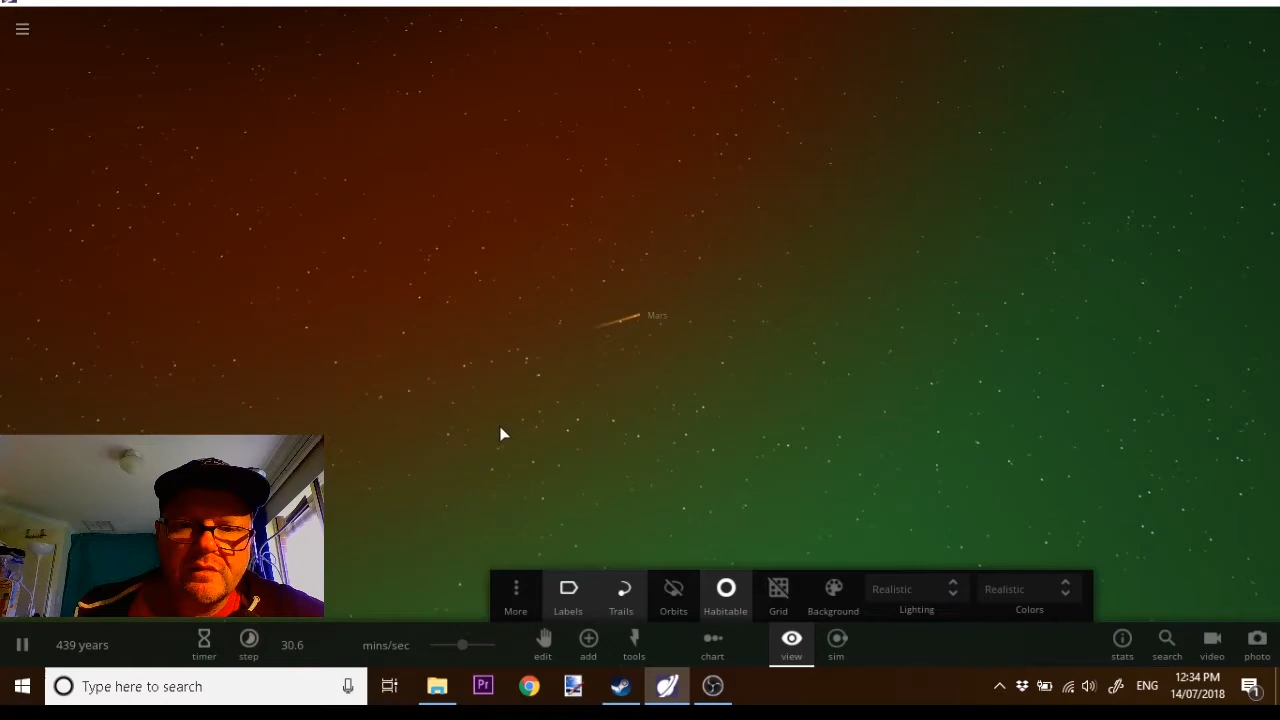 Mars
More
Labels
Trails
Orbits
Habitable
Grid
Background
Realistic
Lighting
Realistic
Colors
439 years
timer
step
30.6
mins/sec
edit
add
tools
chart
view
sim
stats
search
video
photo
Type here to search
Pr
ENG
12:34 PM
14/07/2018
1